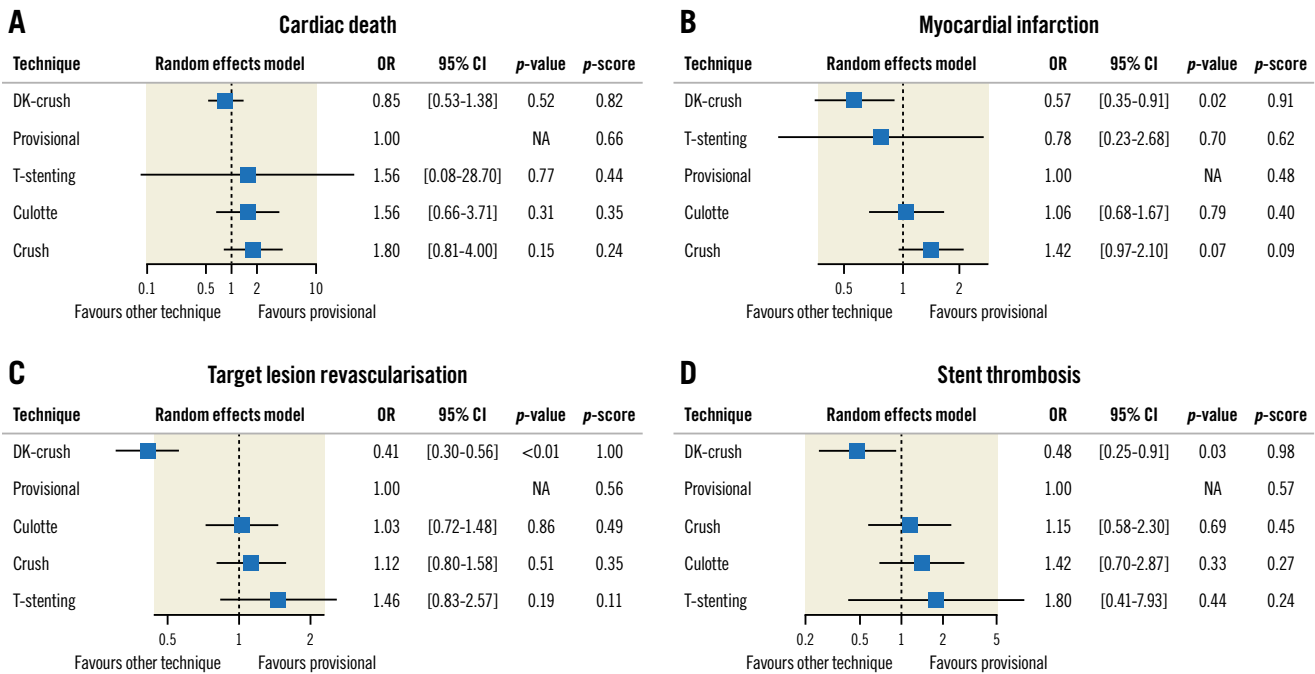 A Cardiac death
Technique Random effects model OR 95% CI p-value p-score
DK-crush 0.85 [0.53-1.38] 0.52 0.82
Provisional 1.00 NA 0.66
T-stenting 1.56 [0.08-28.70] 0.77 0.44
Culotte 1.56 [0.66-3.71] 0.31 0.35
Crush 1.80 [0.81-4.00] 0.15 0.24
0.1 0.5 1 2 10
Favours other technique Favours provisional
B Myocardial infarction
Technique Random effects model OR 95% CI p-value p-score
DK-crush 0.57 [0.35-0.91] 0.02 0.91
T-stenting 0.78 [0.23-2.68] 0.70 0.62
Provisional 1.00 NA 0.48
Culotte 1.06 [0.68-1.67] 0.79 0.40
Crush 1.42 [0.97-2.10] 0.07 0.09
0.5 1 2
Favours other technique Favours provisional
C Target lesion revascularisation
Technique Random effects model OR 95% CI p-value p-score
DK-crush 0.41 [0.30-0.56] <0.01 1.00
Provisional 1.00 NA 0.56
Culotte 1.03 [0.72-1.48] 0.86 0.49
Crush 1.12 [0.80-1.58] 0.51 0.35
T-stenting 1.46 [0.83-2.57] 0.19 0.11
0.5 1 2
Favours other technique Favours provisional
D Stent thrombosis
Technique Random effects model OR 95% CI p-value p-score
DK-crush 0.48 [0.25-0.91] 0.03 0.98
Provisional 1.00 NA 0.57
Crush 1.15 [0.58-2.30] 0.69 0.45
Culotte 1.42 [0.70-2.87] 0.33 0.27
T-stenting 1.80 [0.41-7.93] 0.44 0.24
0.2 0.5 1 2 5
Favours other technique Favours provisional